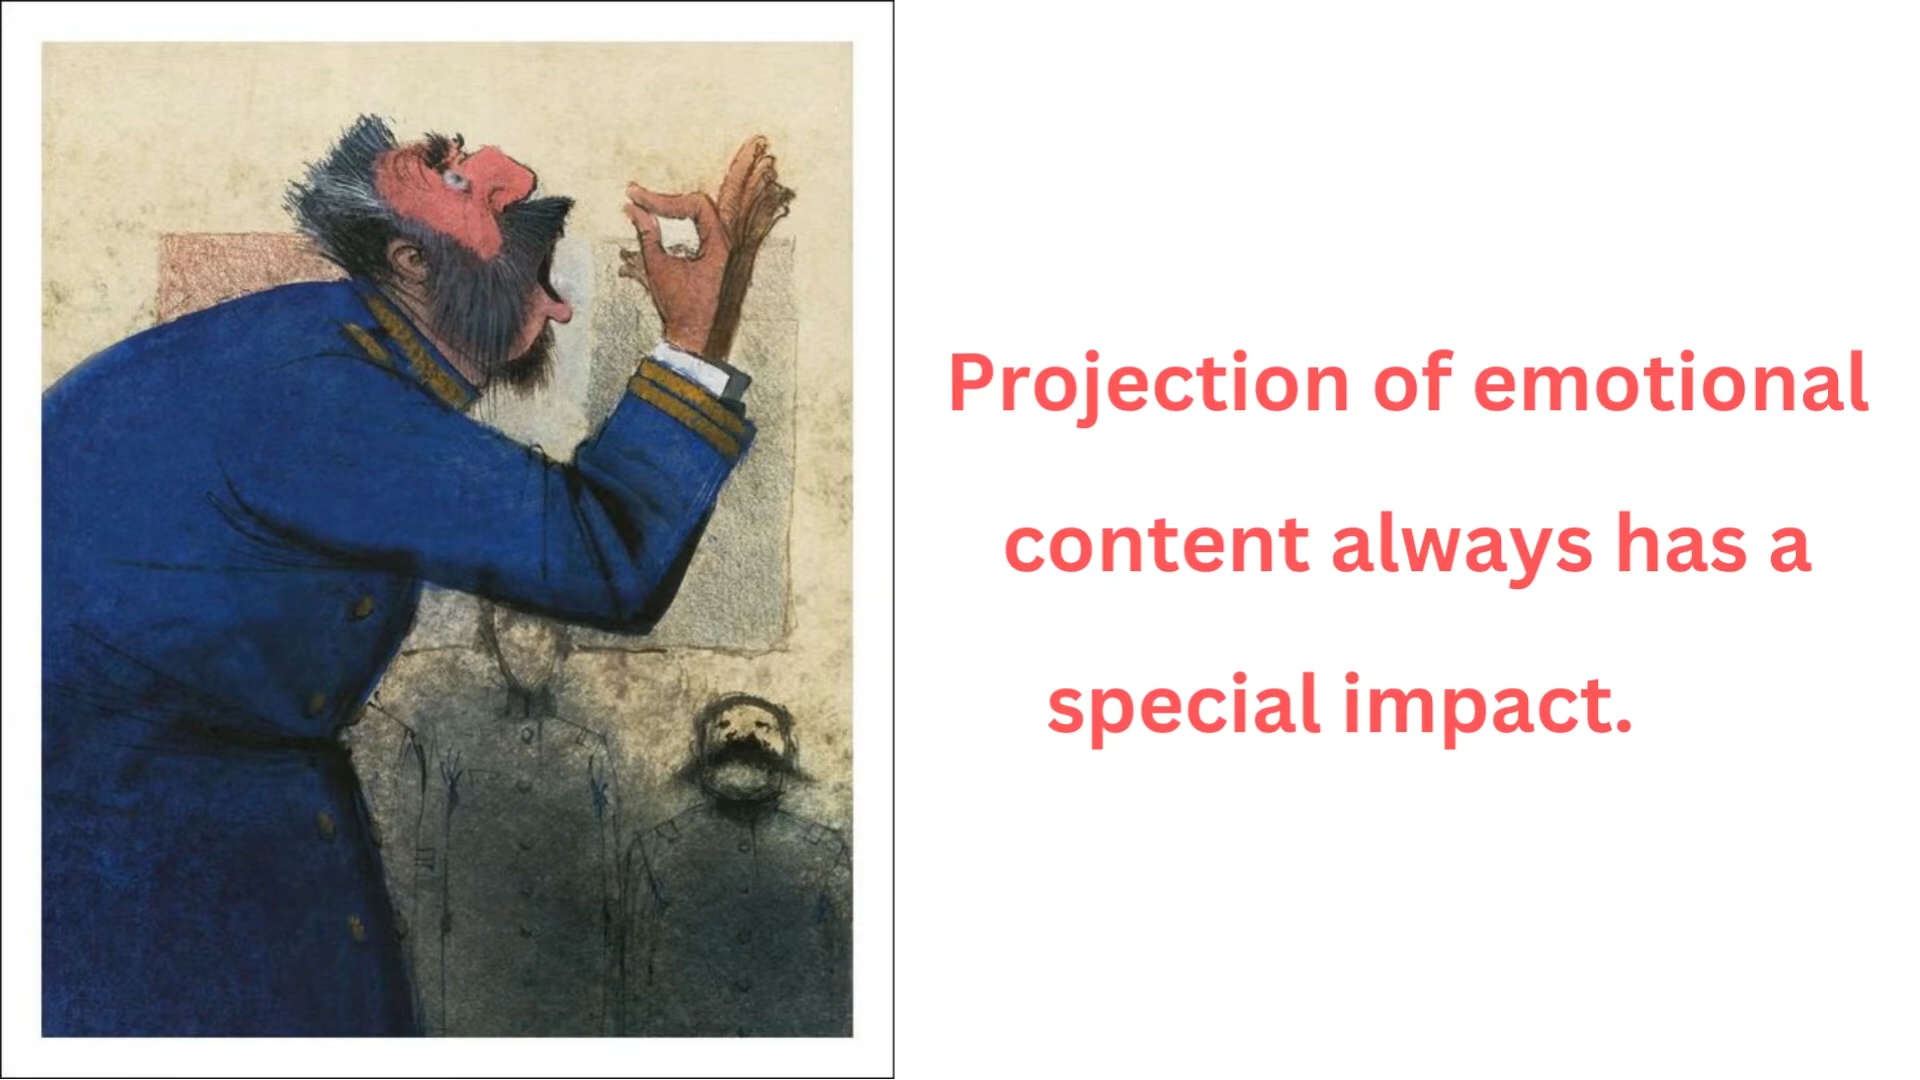 Projection of emotional
content always has a
special impact.